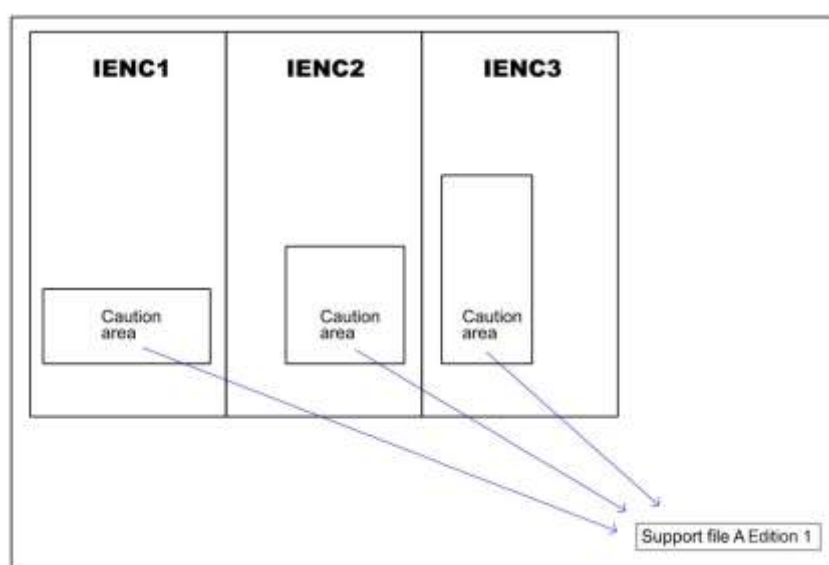 IENC1
IENC2
IENC3
Caution
area
Caution
area
Caution
area
Support file A Edition 1